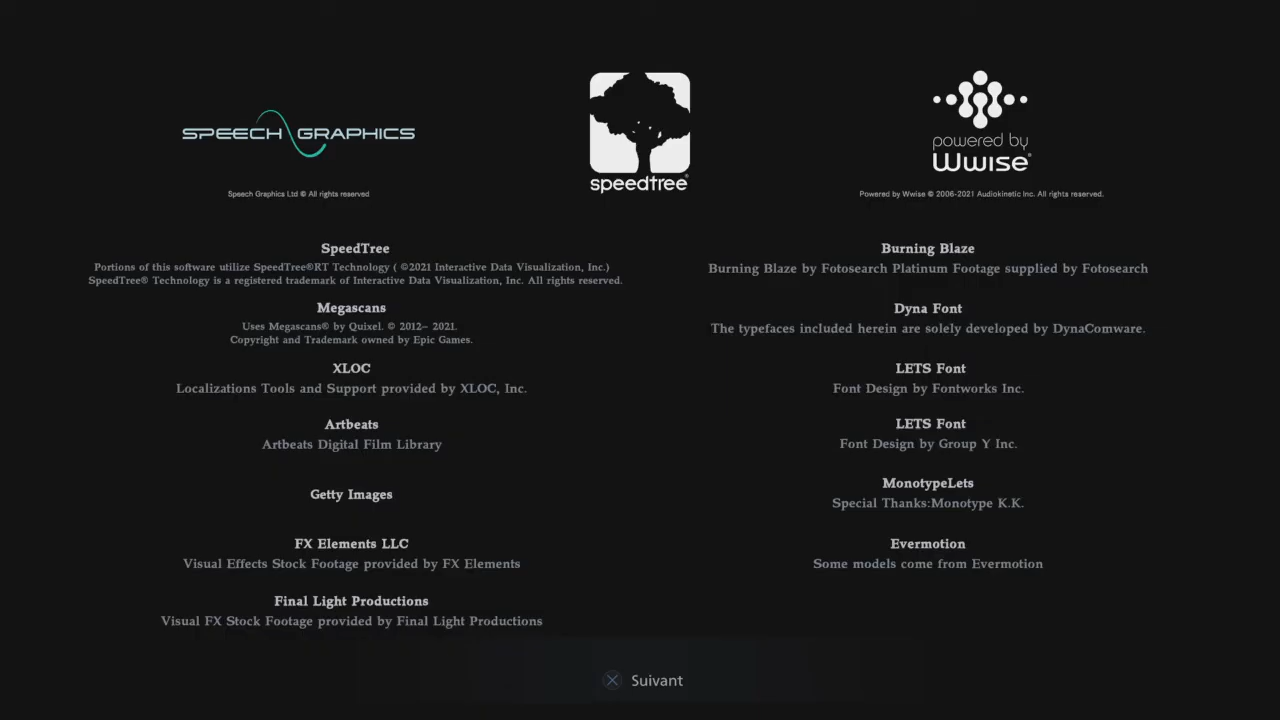 SPEECH GRAPHICS
Speech Graphics Ltd © All rights reserved
speedtree®
powered by
Wwise®
Powered by Wwise © 2006-2021 Audiokinetic Inc. All rights reserved.
SpeedTree
Portions of this software utilize SpeedTree®RT Technology ( ©2021 Interactive Data Visualization, Inc.)
SpeedTree® Technology is a registered trademark of Interactive Data Visualization, Inc. All rights reserved.
Megascans
Uses Megascans® by Quixel. © 2012– 2021.
Copyright and Trademark owned by Epic Games.
XLOC
Localizations Tools and Support provided by XLOC, Inc.
Artbeats
Artbeats Digital Film Library
Getty Images
FX Elements LLC
Visual Effects Stock Footage provided by FX Elements
Final Light Productions
Visual FX Stock Footage provided by Final Light Productions
Burning Blaze
Burning Blaze by Fotosearch Platinum Footage supplied by Fotosearch
Dyna Font
The typefaces included herein are solely developed by DynaComware.
LETS Font
Font Design by Fontworks Inc.
LETS Font
Font Design by Group Y Inc.
MonotypeLets
Special Thanks:Monotype K.K.
Evermotion
Some models come from Evermotion
Suivant